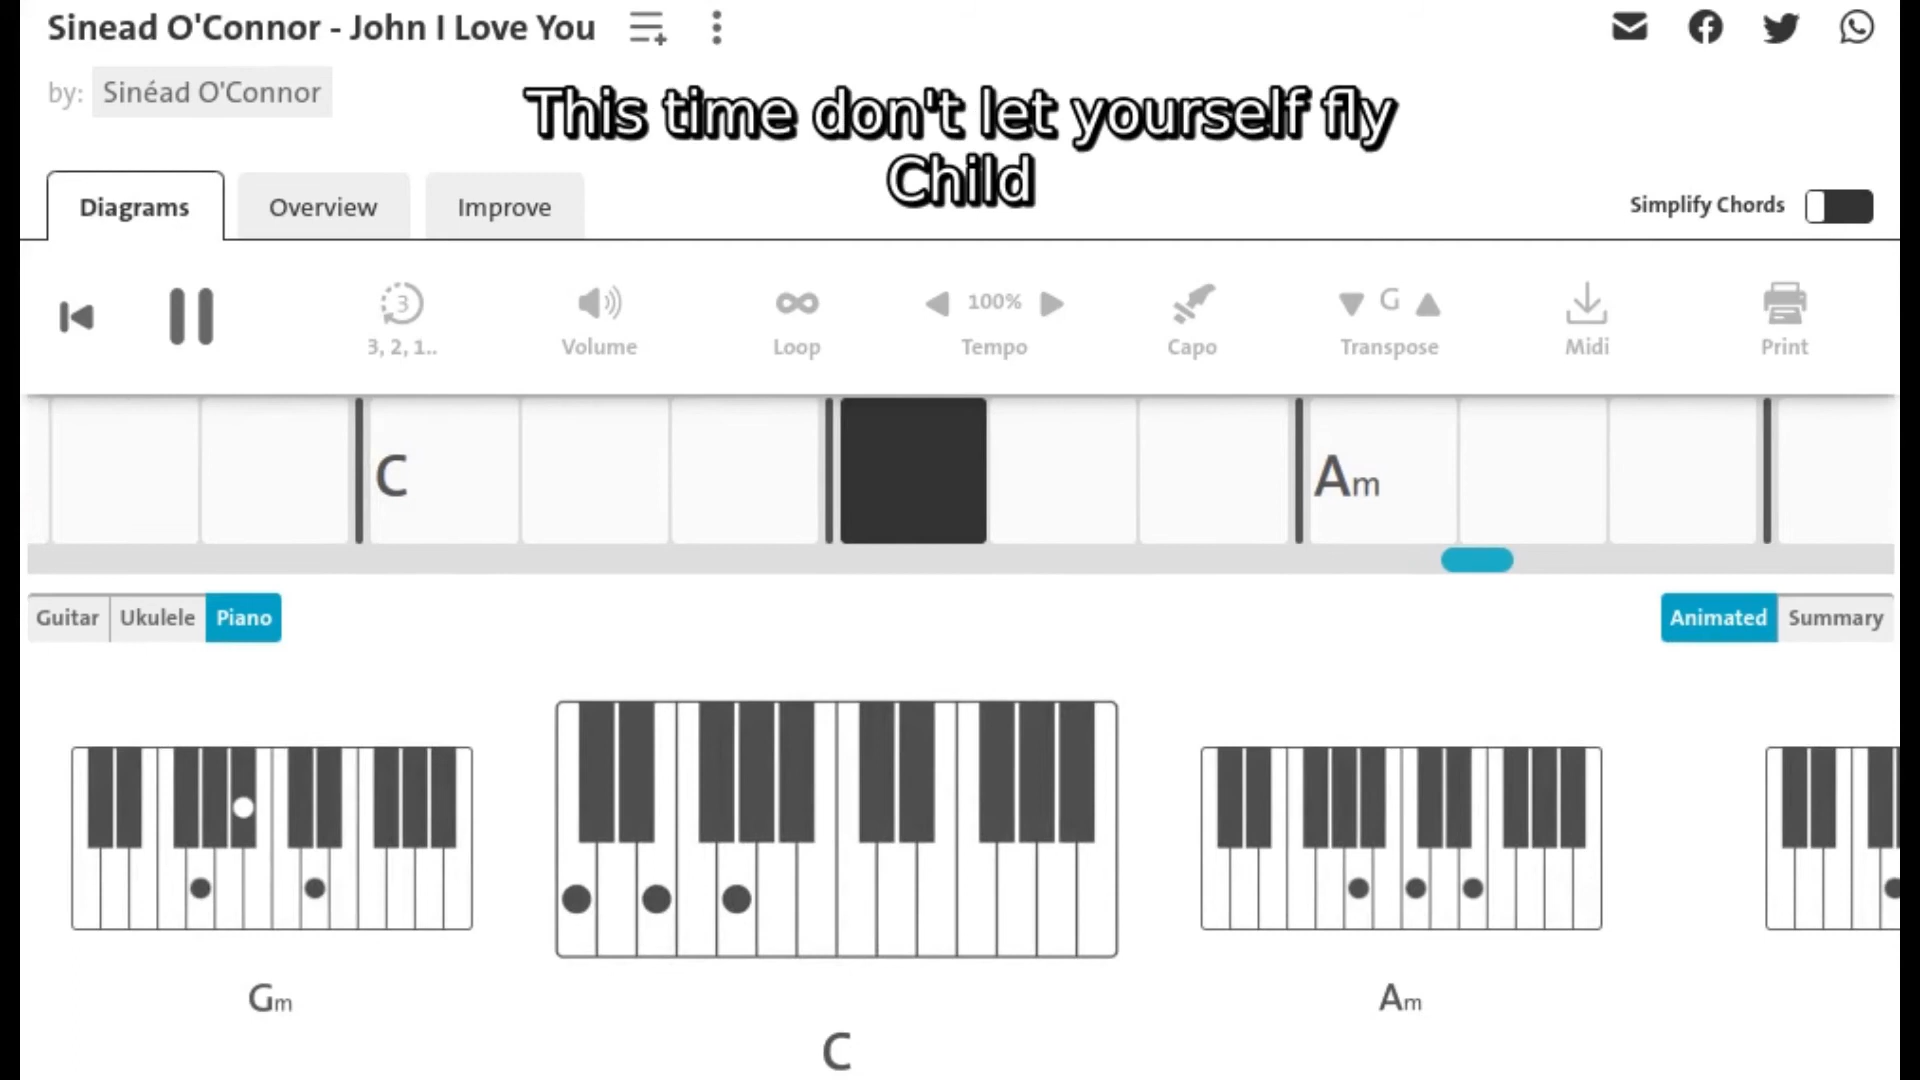 Sinead O'Connor - John I Love You
by: Sinéad O'Connor
This time don't let yourself fly
Child
Diagrams Overview Improve
Simplify Chords
3
100%
G
3, 2, 1.. Volume Loop Tempo Capo Transpose Midi Print
C Am
Guitar Ukulele Piano
Animated Summary
Gm
C
Am